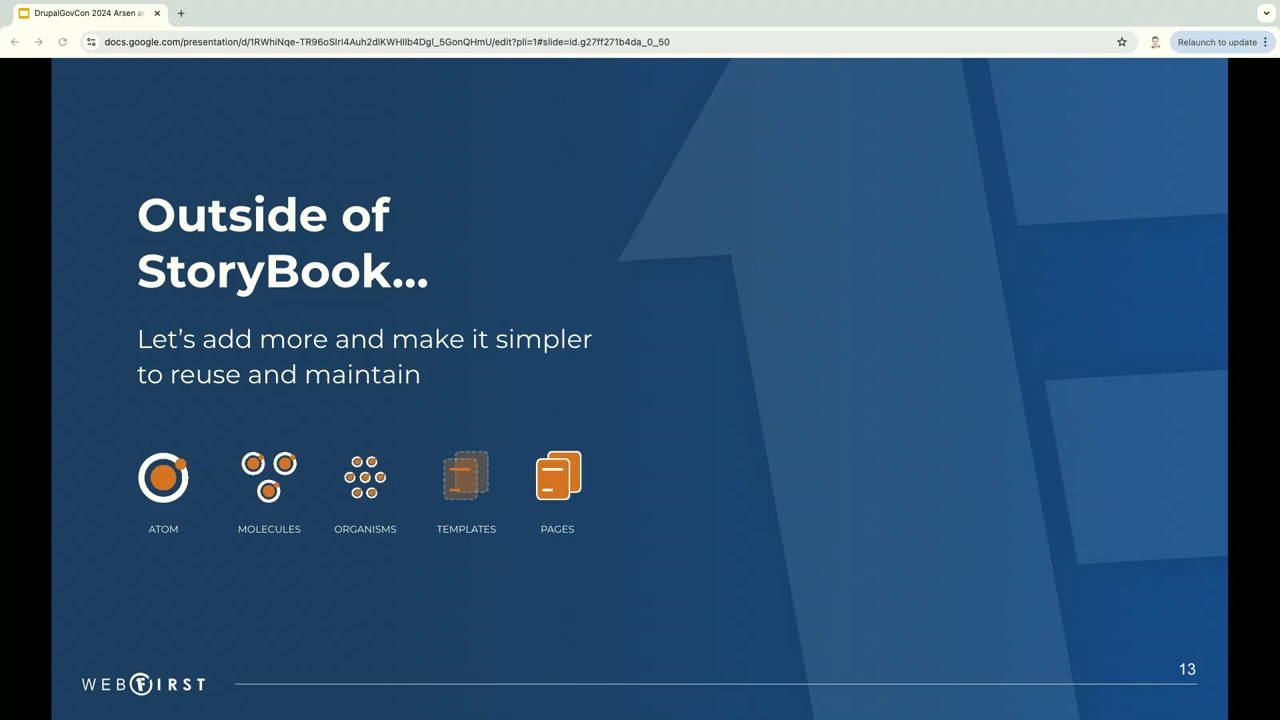 DrupalGovCon 2024 Arsen a
docs.google.com/presentation/d/1RWhiNqe-TR96oSIrI4Auh2dlKWHIlb4Dgl_5GonQHmU/edit?pli=1#slide=id.g27ff271b4da_0_50
Relaunch to update
Outside of
StoryBook...
Let's add more and make it simpler
to reuse and maintain
ATOM MOLECULES ORGANISMS TEMPLATES PAGES
WEBFIRST
13